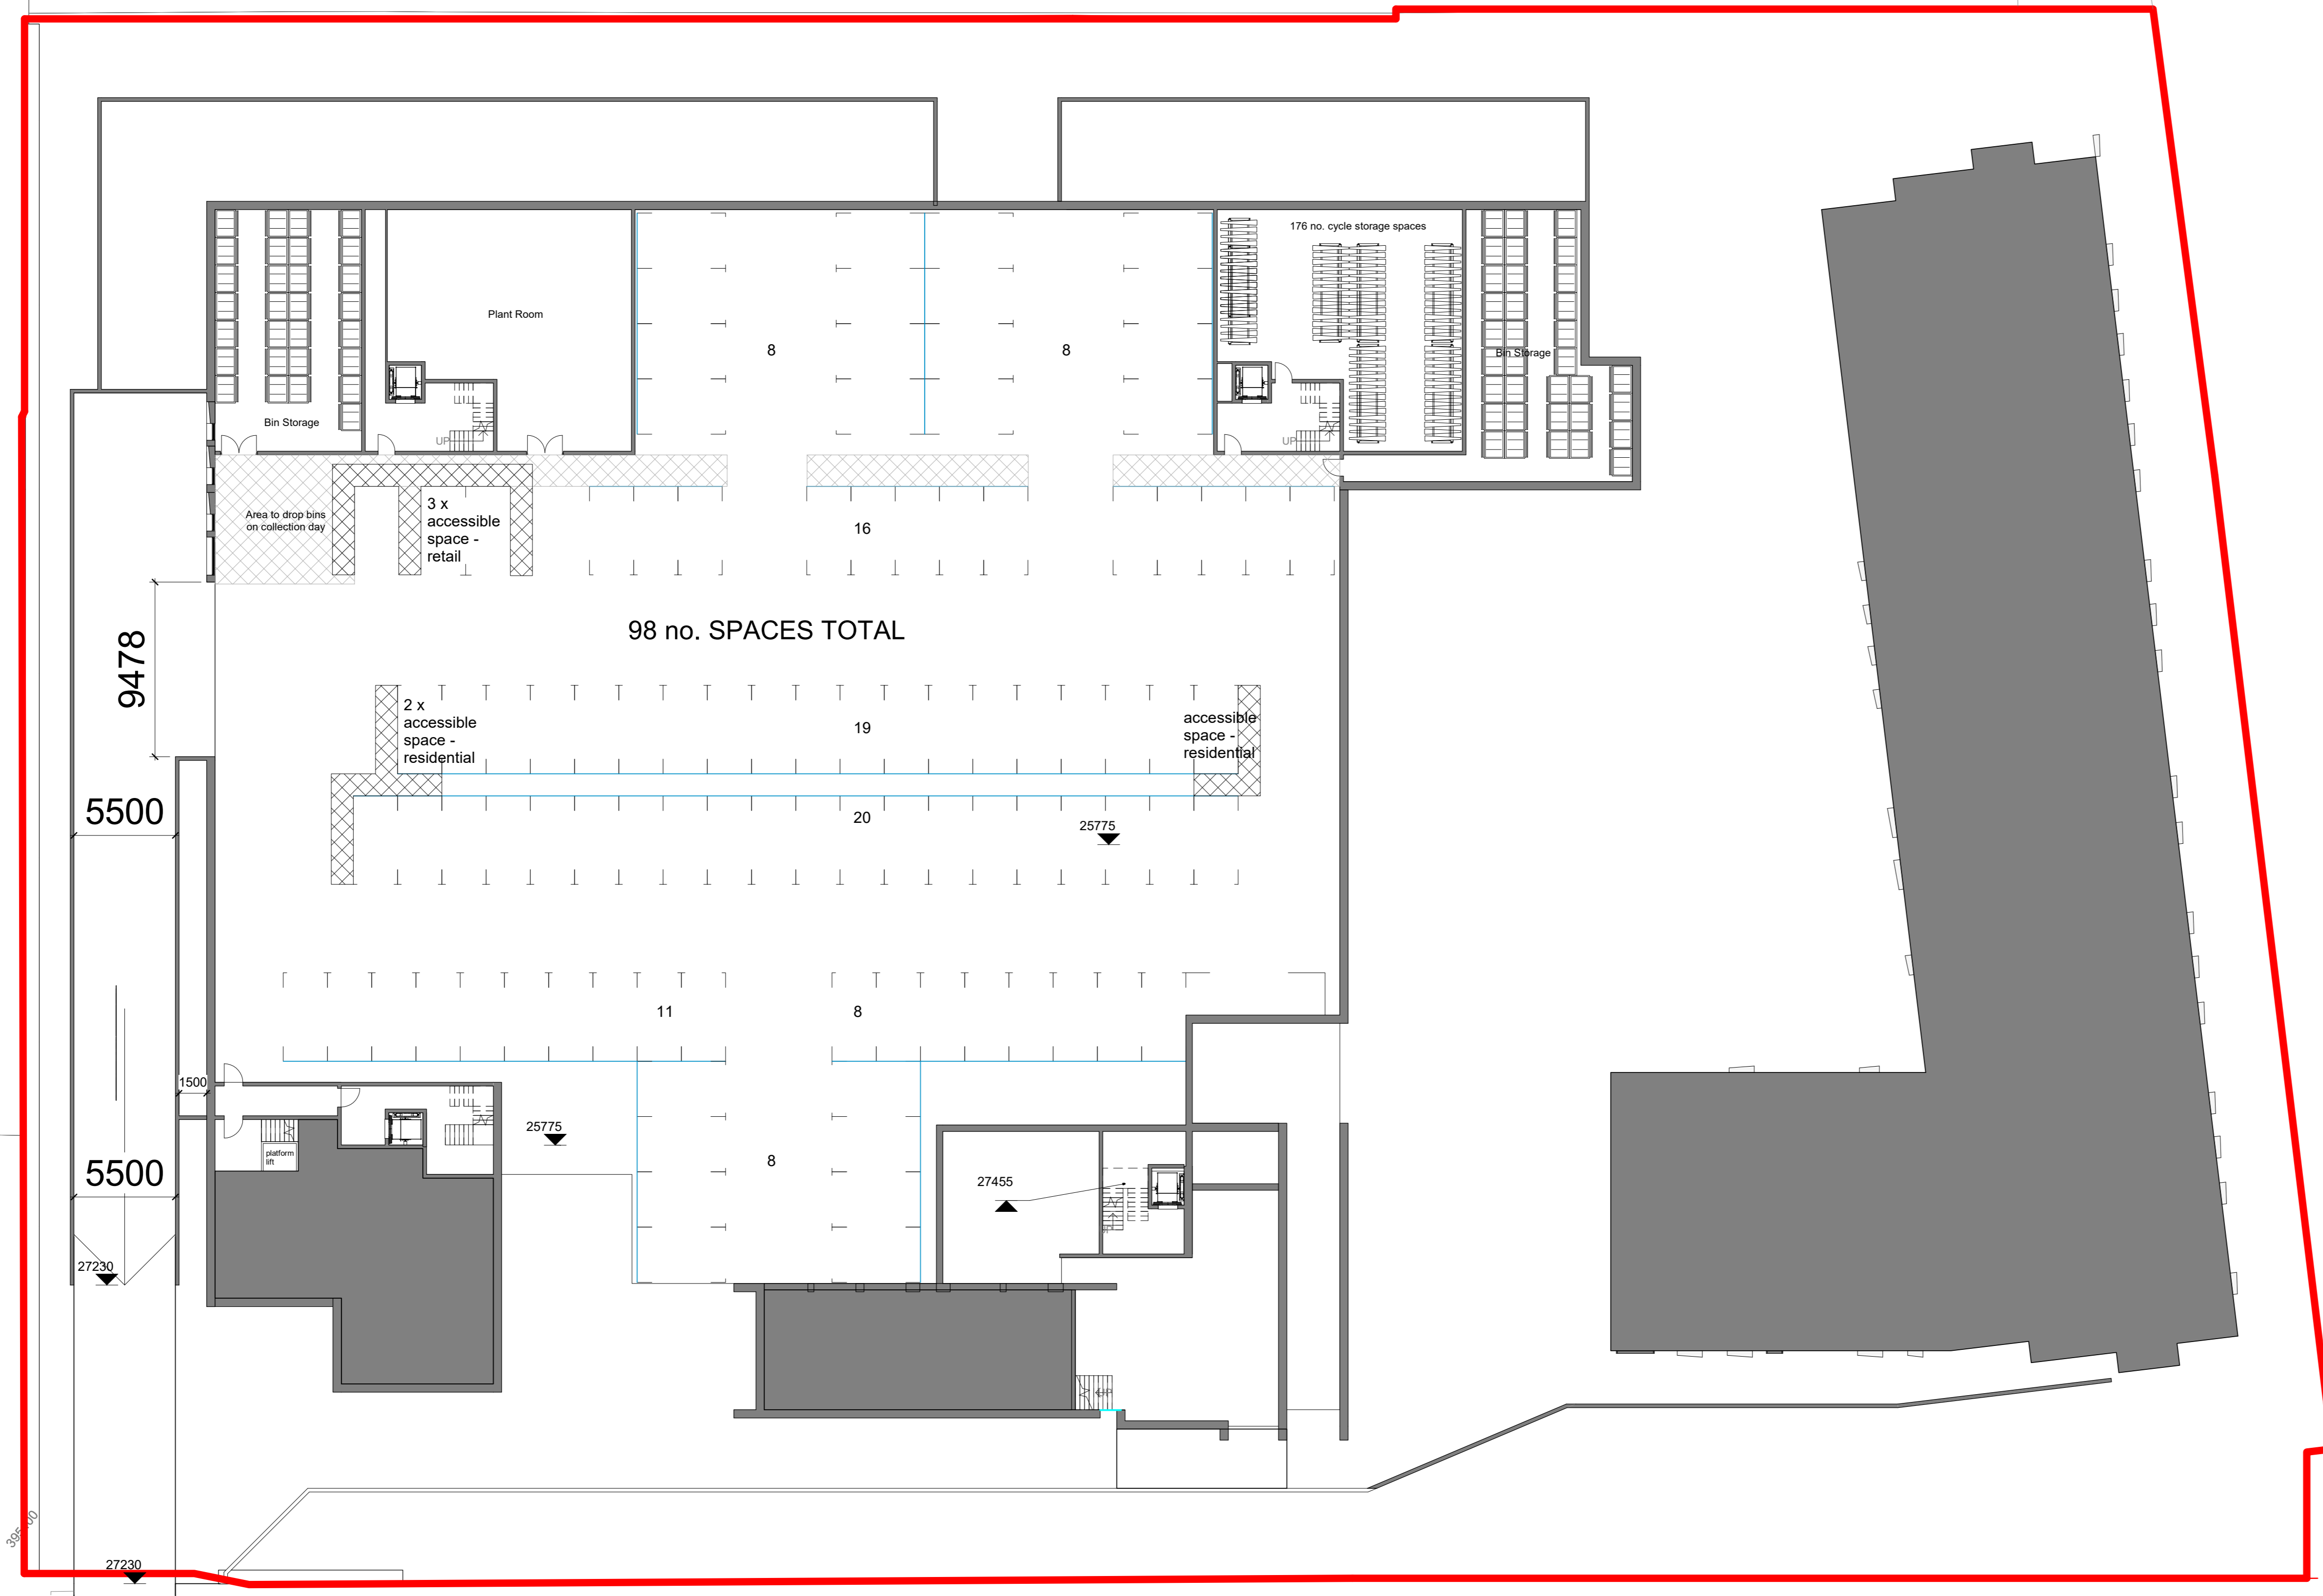 176 no. cycle storage spaces
Plant Room
8
8
Bin Storage
Bin Storage
UP
UP
3 x
accessible
space -
retail
Area to drop bins
on collection day
16
98 no. SPACES TOTAL
9478
2 x
accessible
space -
residential
19
accessible
space -
residential
5500
20
25775
11
8
1500
25775
platform
lift
5500
8
27455
UP
27230
UP
27230